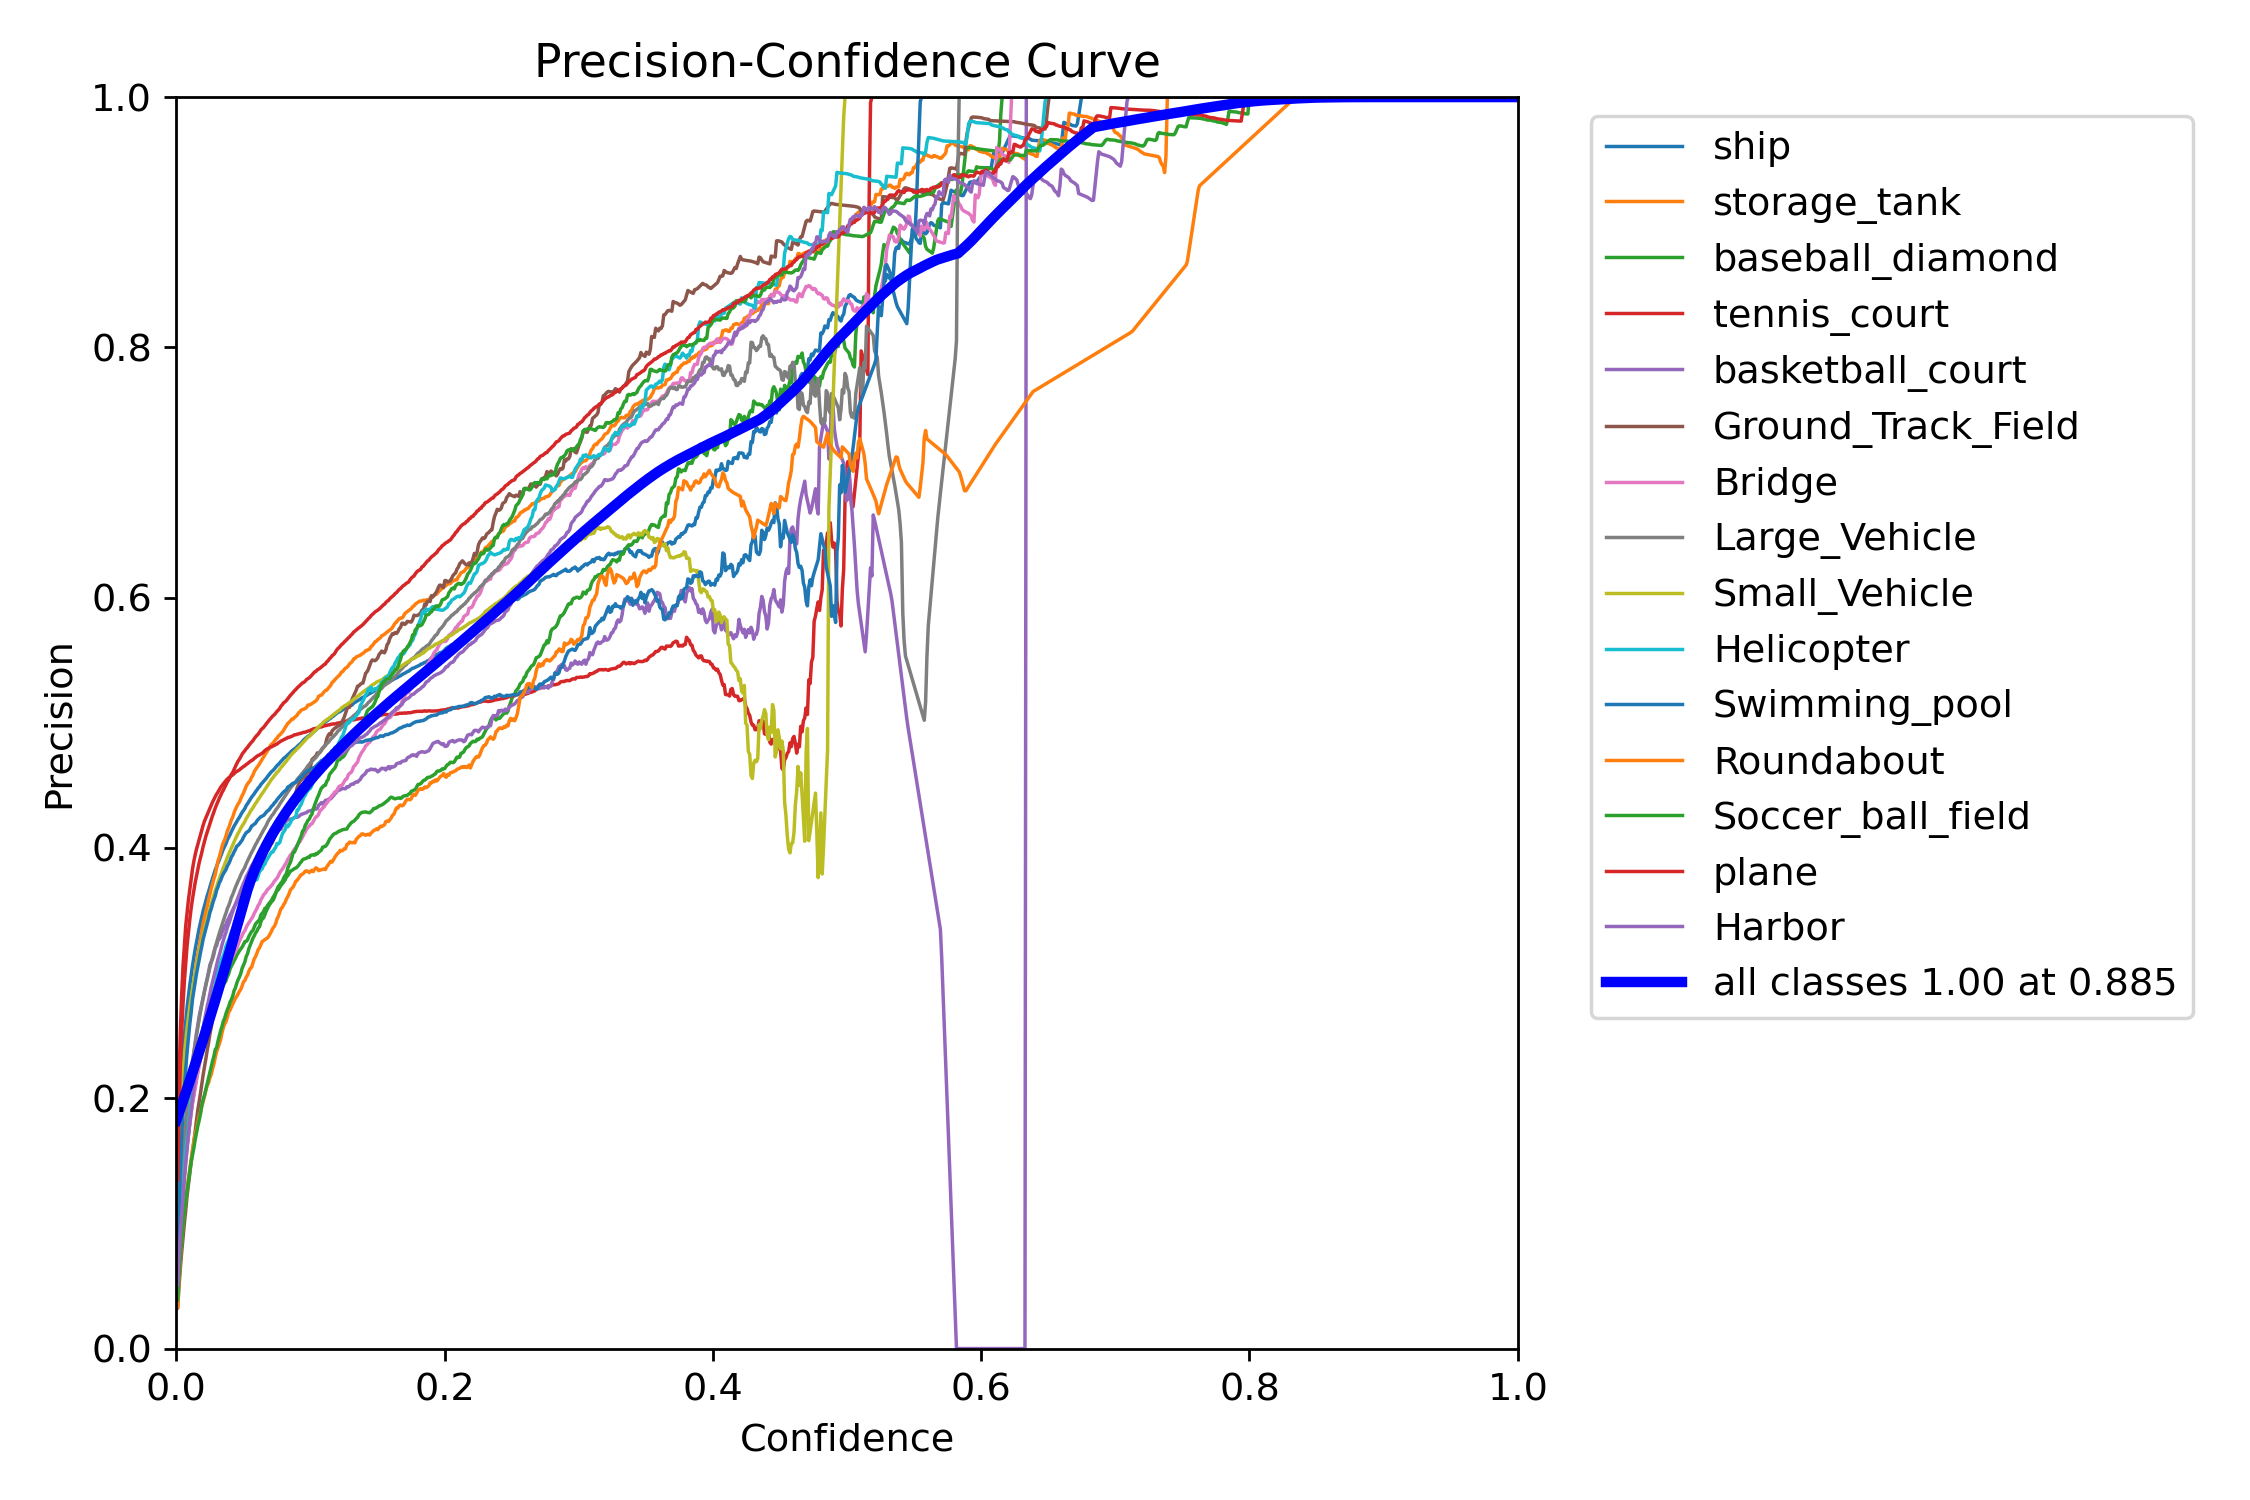 Precision-Confidence Curve
1.0
0.8
0.6
0.4
0.2
0.0
Precision
0.0 0.2 0.4 0.6 0.8 1.0
Confidence
ship
storage_tank
baseball_diamond
tennis_court
basketball_court
Ground_Track_Field
Bridge
Large_Vehicle
Small_Vehicle
Helicopter
Swimming_pool
Roundabout
Soccer_ball_field
plane
Harbor
all classes 1.00 at 0.885